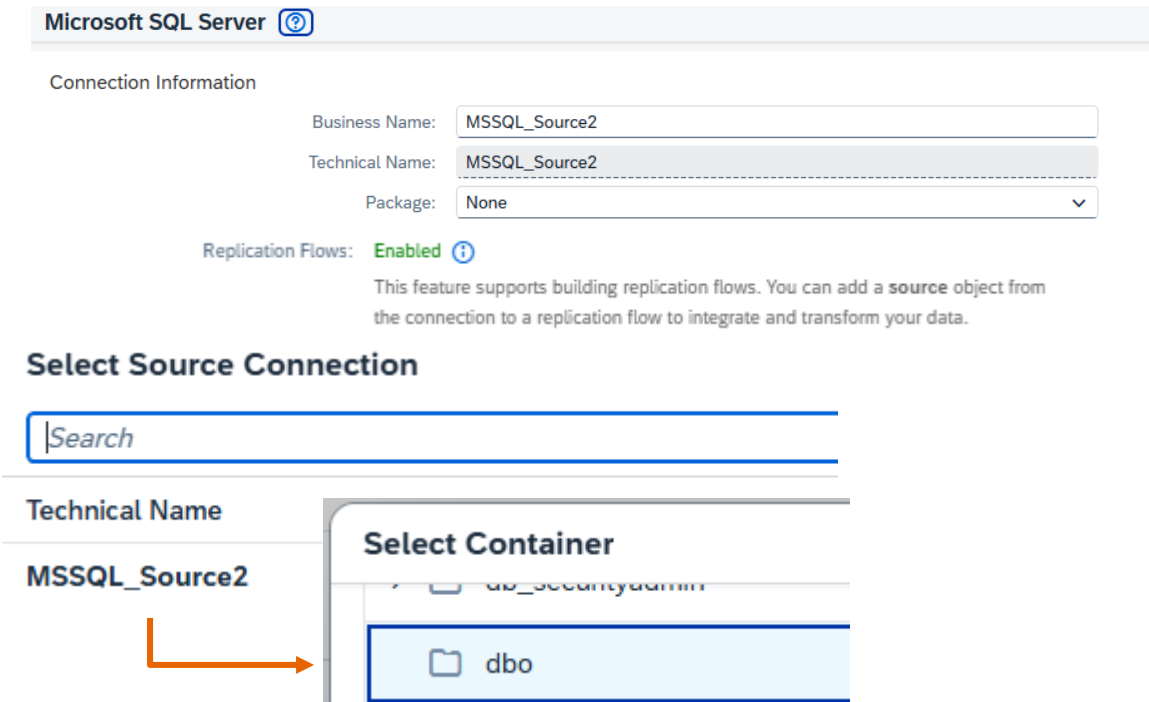 Microsoft SQL Server
Connection Information
Business Name: MSSQL_Source2
Technical Name: MSSQL_Source2
Package: None
Replication Flows: Enabled
This feature supports building replication flows. You can add a source object from
the connection to a replication flow to integrate and transform your data.
Select Source Connection
Search
Technical Name
MSSQL_Source2
Select Container
db_securityadmin
dbo